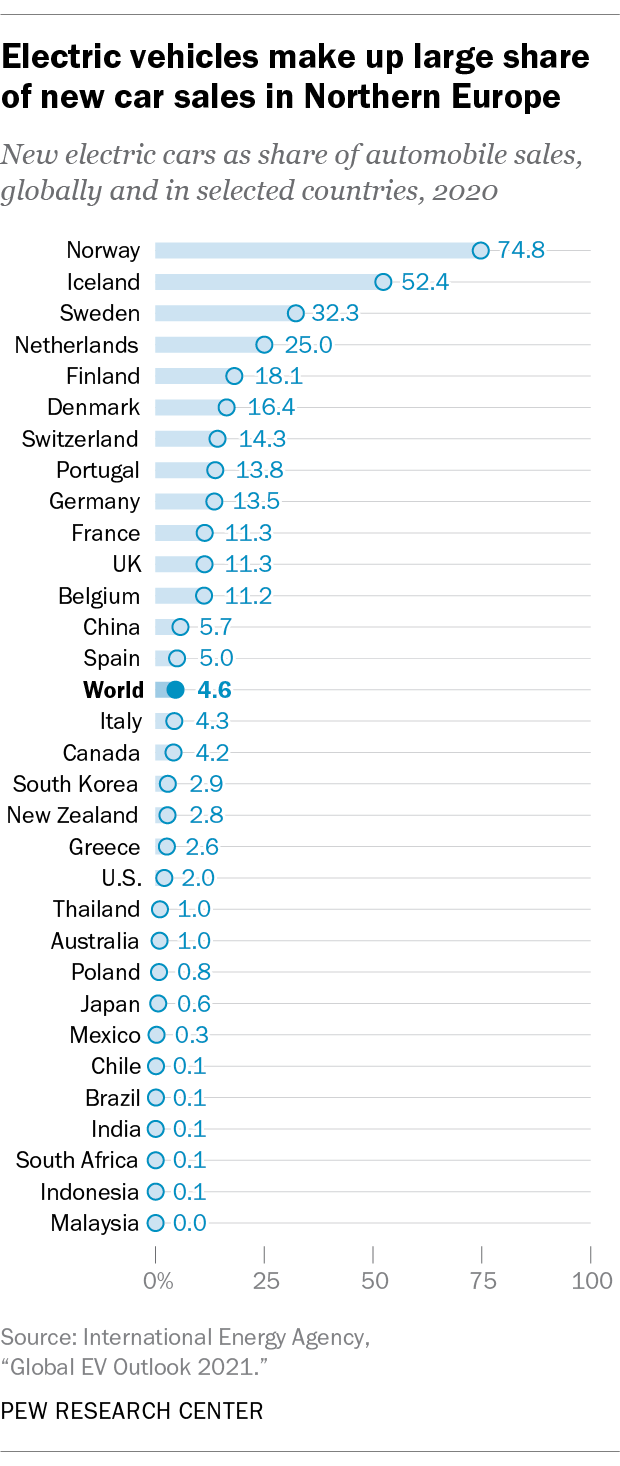 Electric vehicles make up large share
of new car sales in Northern Europe
New electric cars as share of automobile sales,
globally and in selected countries, 2020
Norway 74.8
Iceland 52.4
Sweden 32.3
Netherlands 25.0
Finland 18.1
Denmark 16.4
Switzerland 14.3
Portugal 13.8
Germany 13.5
France 11.3
UK 11.3
Belgium 11.2
China 5.7
Spain 5.0
World 4.6
Italy 4.3
Canada 4.2
South Korea 2.9
New Zealand 2.8
Greece 2.6
U.S. 2.0
Thailand 1.0
Australia 1.0
Poland 0.8
Japan 0.6
Mexico 0.3
Chile 0.1
Brazil 0.1
India 0.1
South Africa 0.1
Indonesia 0.1
Malaysia 0.0
0% 25 50 75 100
Source: International Energy Agency,
“Global EV Outlook 2021.”
PEW RESEARCH CENTER